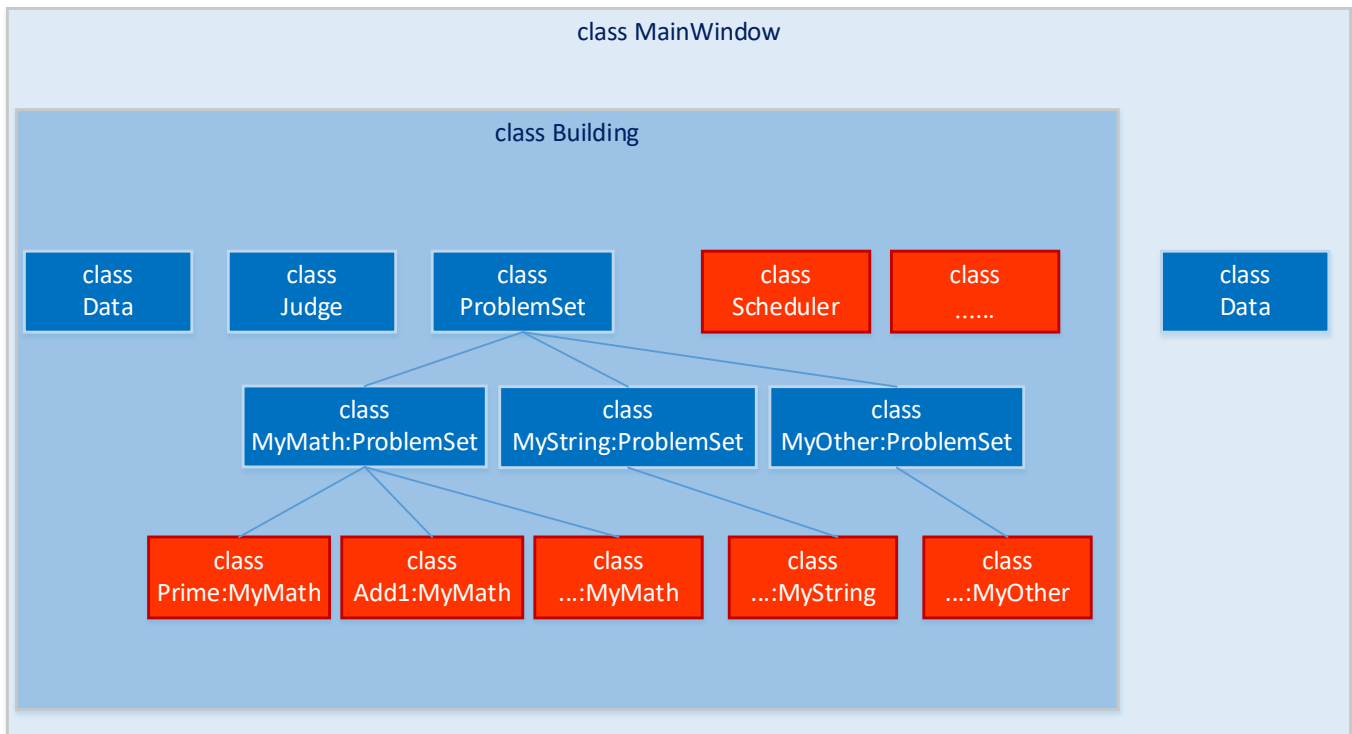 class MainWindow
class Building
class
Data
class
Judge
class
ProblemSet
class
Scheduler
class
......
class
Data
class
MyMath:ProblemSet
class
MyString:ProblemSet
class
MyOther:ProblemSet
class
Prime:MyMath
class
Add1:MyMath
class
...:MyMath
class
...:MyString
class
...:MyOther